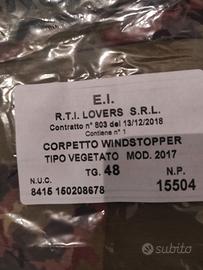 E.I.
R.T.I. LOVERS S.R.L.
Contratto n° 803 del 13/12/2018
Contiene n° 1
CORPETTO WINDSTOPPER
TIPO VEGETATO MOD. 2017
TG. 48
N.U.C. N.P.
8415 150208678 15504
subito